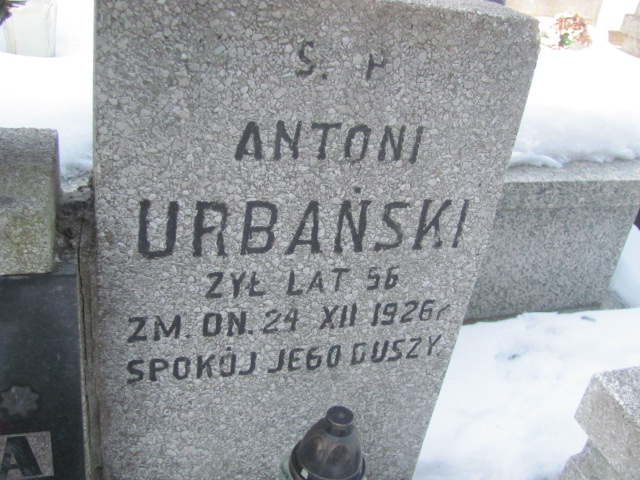 S. P
ANTONI
URBAŃSKI
ŻYŁ LAT 56
ZM. DN. 24 XII 1926 r
SPOKÓJ JEGO DUSZY.
A